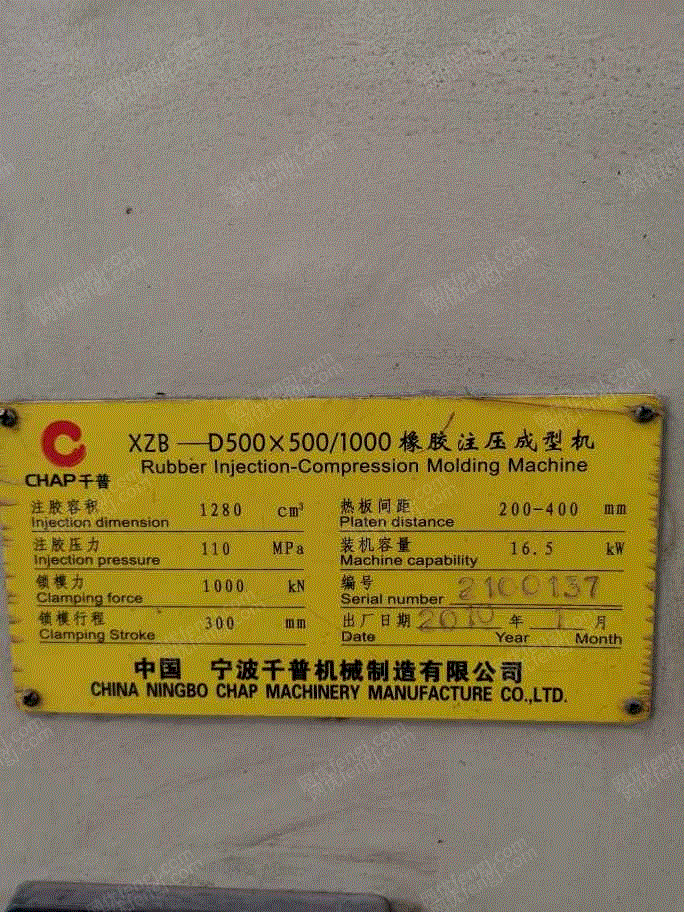 XZB —D500×500/1000 橡胶注压成型机
Rubber Injection-Compression Molding Machine
CHAP千普
注胶容积 1280 cm³ 热板间距 200-400 mm
Injection dimension Platen distance
注胶压力 110 MPa 装机容量 16.5 kW
Injection pressure Machine capability
锁模力 1000 kN 编号 2100137
Clamping force Serial number
锁模行程 300 mm 出厂日期 2010 年 1 月
Clamping Stroke Date Year Month
中国 宁波千普机械制造有限公司
CHINA NINGBO CHAP MACHINERY MANUFACTURE CO.,LTD.